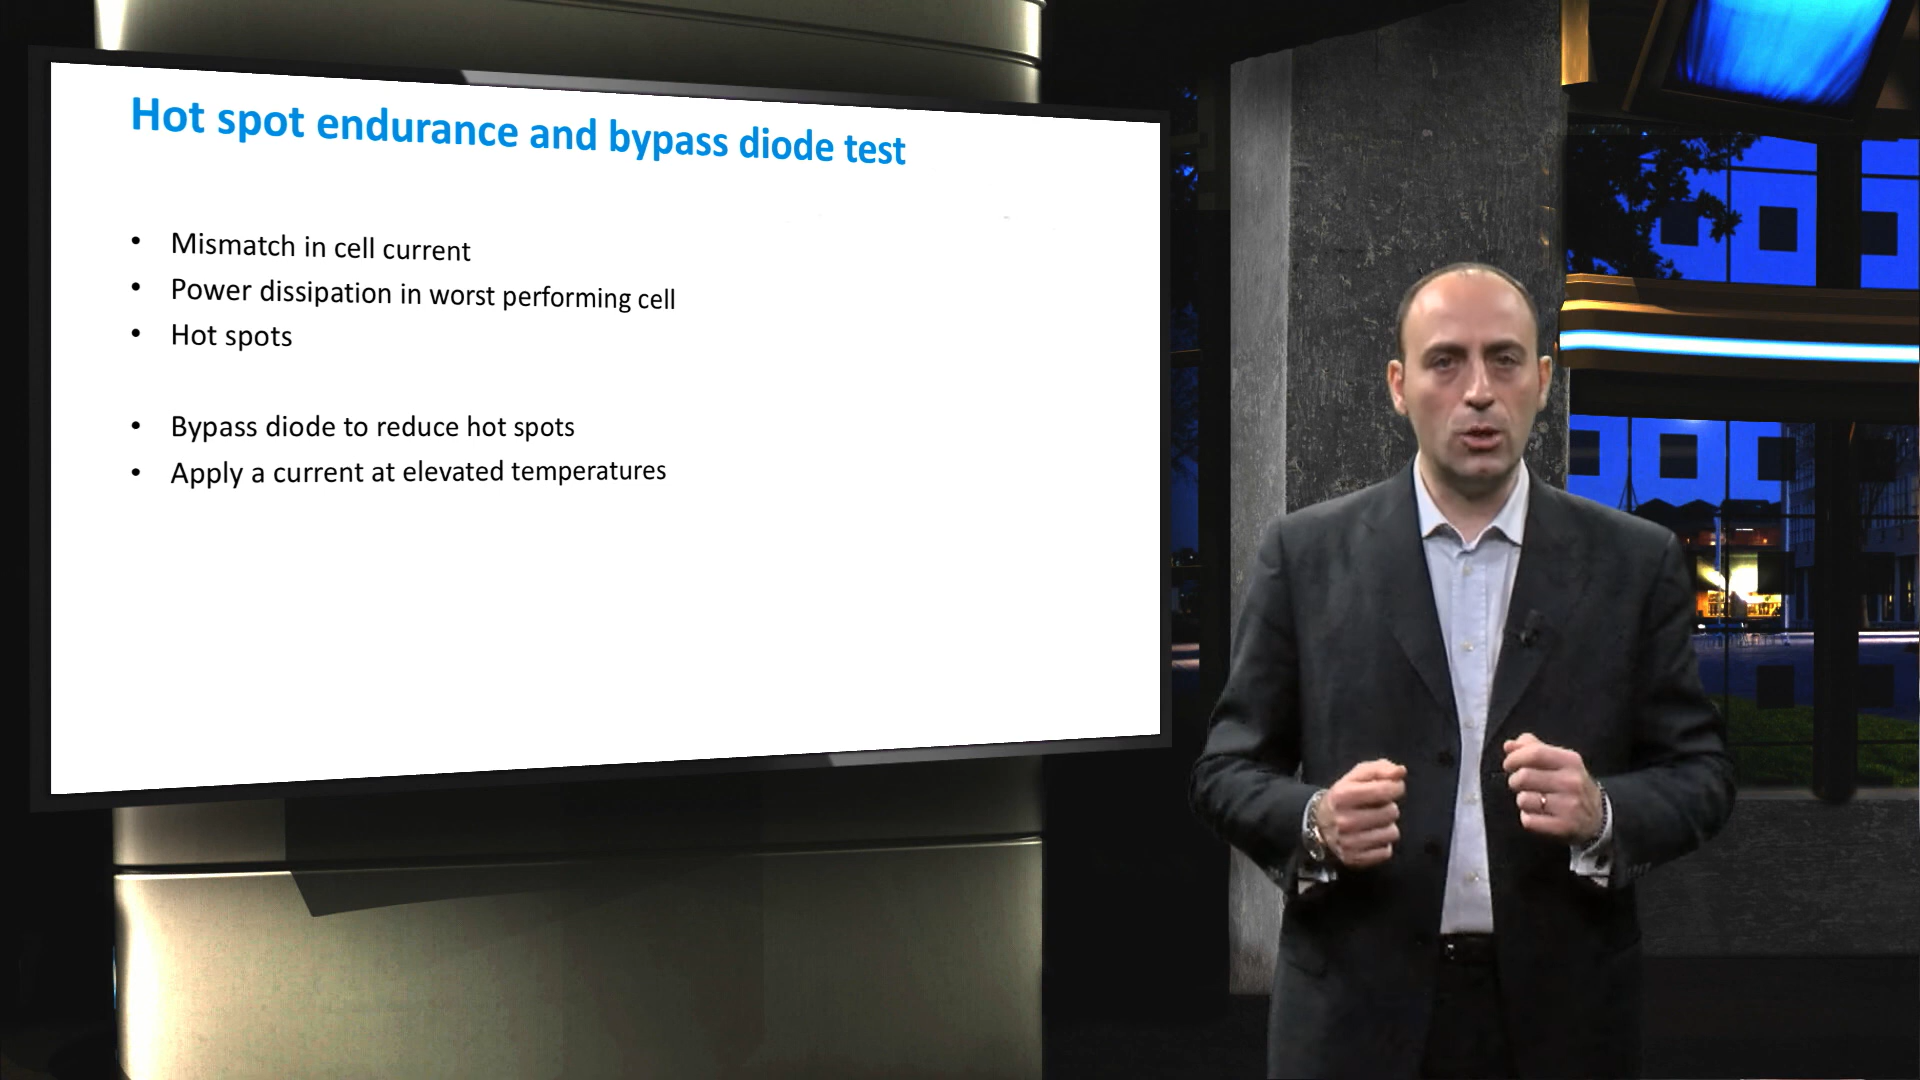 Hot spot endurance and bypass diode test
• Mismatch in cell current
• Power dissipation in worst performing cell
• Hot spots
• Bypass diode to reduce hot spots
• Apply a current at elevated temperatures